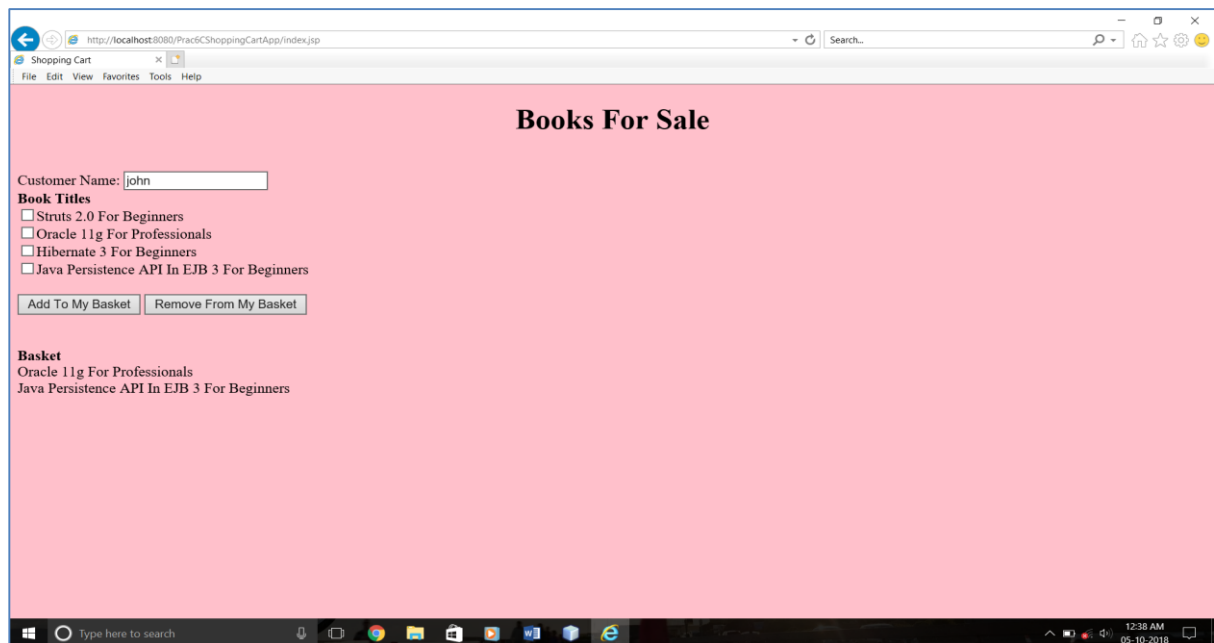 http://localhost:8080/Prac6CShoppingCartApp/index.jsp
Search...
Shopping Cart
File Edit View Favorites Tools Help
Books For Sale
Customer Name: john
Book Titles
Struts 2.0 For Beginners
Oracle 11g For Professionals
Hibernate 3 For Beginners
Java Persistence API In EJB 3 For Beginners
Add To My Basket Remove From My Basket
Basket
Oracle 11g For Professionals
Java Persistence API In EJB 3 For Beginners
Type here to search
12:38 AM
05-10-2018